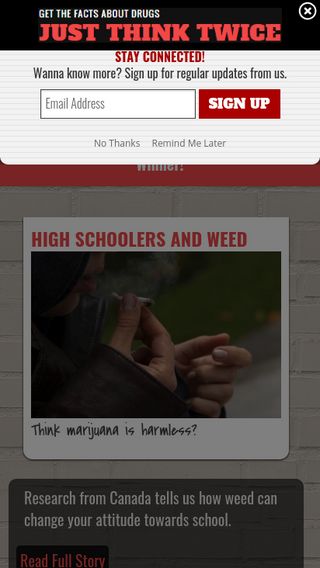 GET THE FACTS ABOUT DRUGS
JUST THINK TWICE
STAY CONNECTED!
Wanna know more? Sign up for regular updates from us.
Email Address
SIGN UP
No Thanks
Remind Me Later
Winner!
HIGH SCHOOLERS AND WEED
Think marijuana is harmless?
Research from Canada tells us how weed can
change your attitude towards school.
Read Full Story